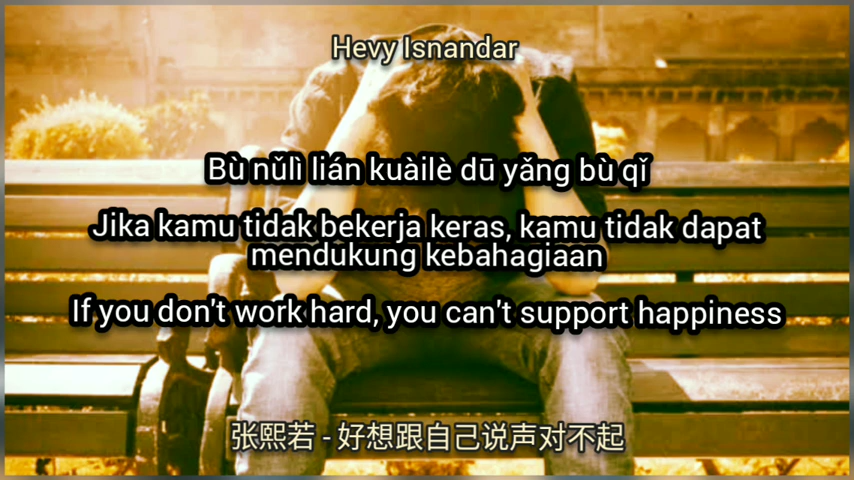 Hevy Isnandar
Bù nǔlì lián kuàilè dū yǎng bù qǐ
Jika kamu tidak bekerja keras, kamu tidak dapat
mendukung kebahagiaan
If you don't work hard, you can't support happiness
张熙若 - 好想跟自己说声对不起